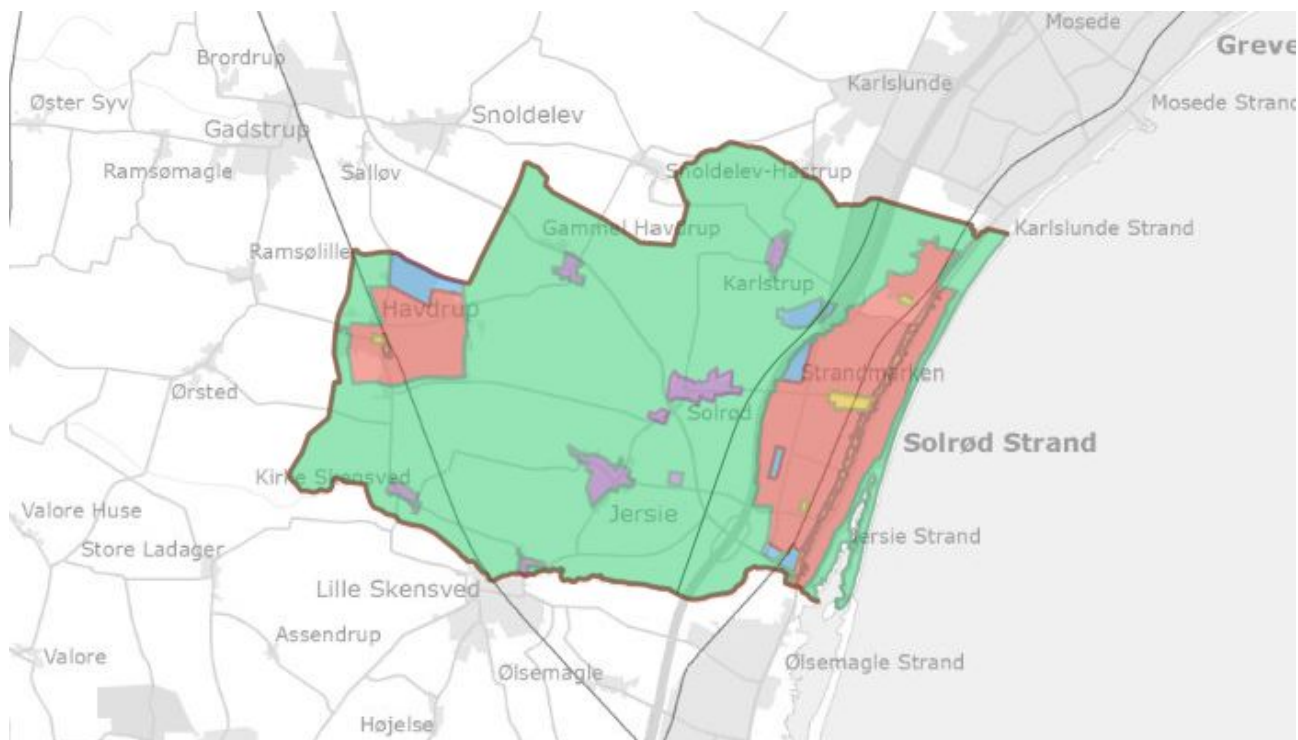 Mosede
Greve
Brordrup
Karlslunde
Øster Syv
Mosede Strand
Snoldelev
Gadstrup
Ramsømagle
Salløv
Snoldelev-Hastrup
Gammel Havdrup
Karlslunde Strand
Ramsølille
Karlstrup
Havdrup
Ørsted
Strandmarken
Solrød
Solrød Strand
Kirke Skensved
Valore Huse
Jersie
Jersie Strand
Store Ladager
Lille Skensved
Assendrup
Valore
Ølsemagle
Ølsemagle Strand
Højelse